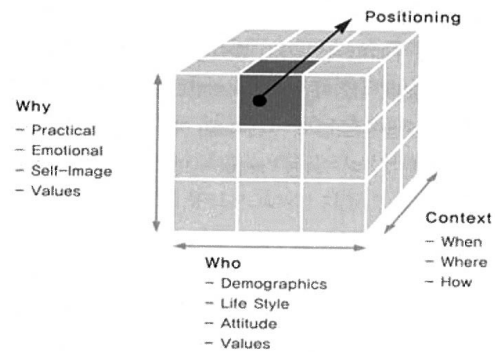 Positioning
Why
- Practical
- Emotional
- Self-Image
- Values
Context
- When
- Where
- How
Who
- Demographics
- Life Style
- Attitude
- Values